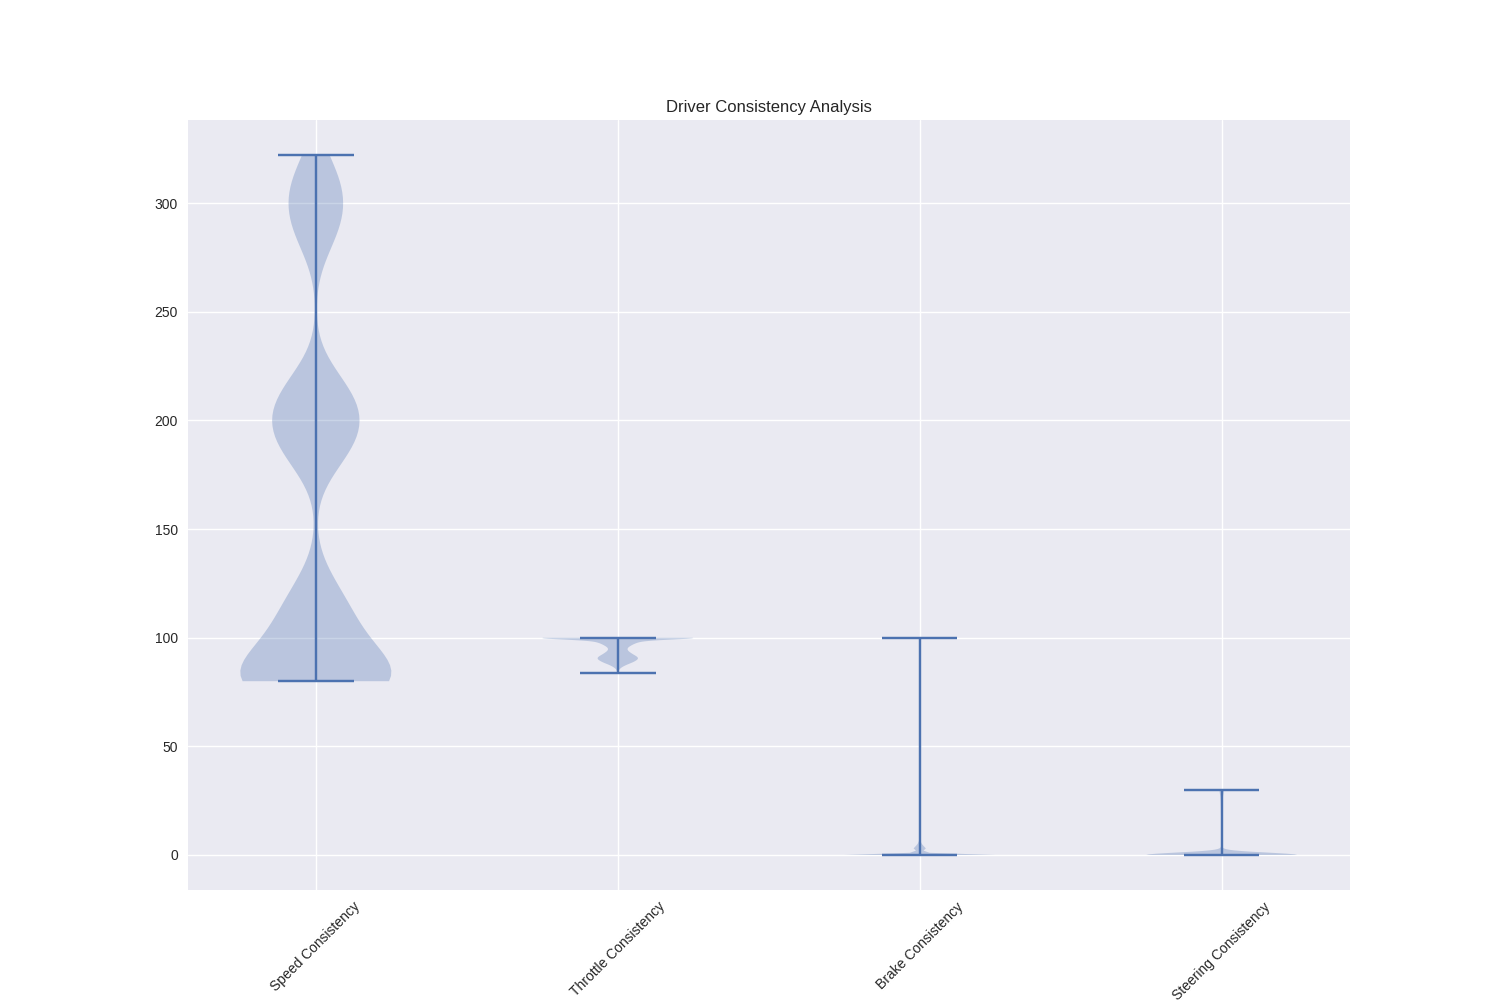 Driver Consistency Analysis
300
250
200
150
100
50
0
Speed Consistency
Throttle Consistency
Brake Consistency
Steering Consistency